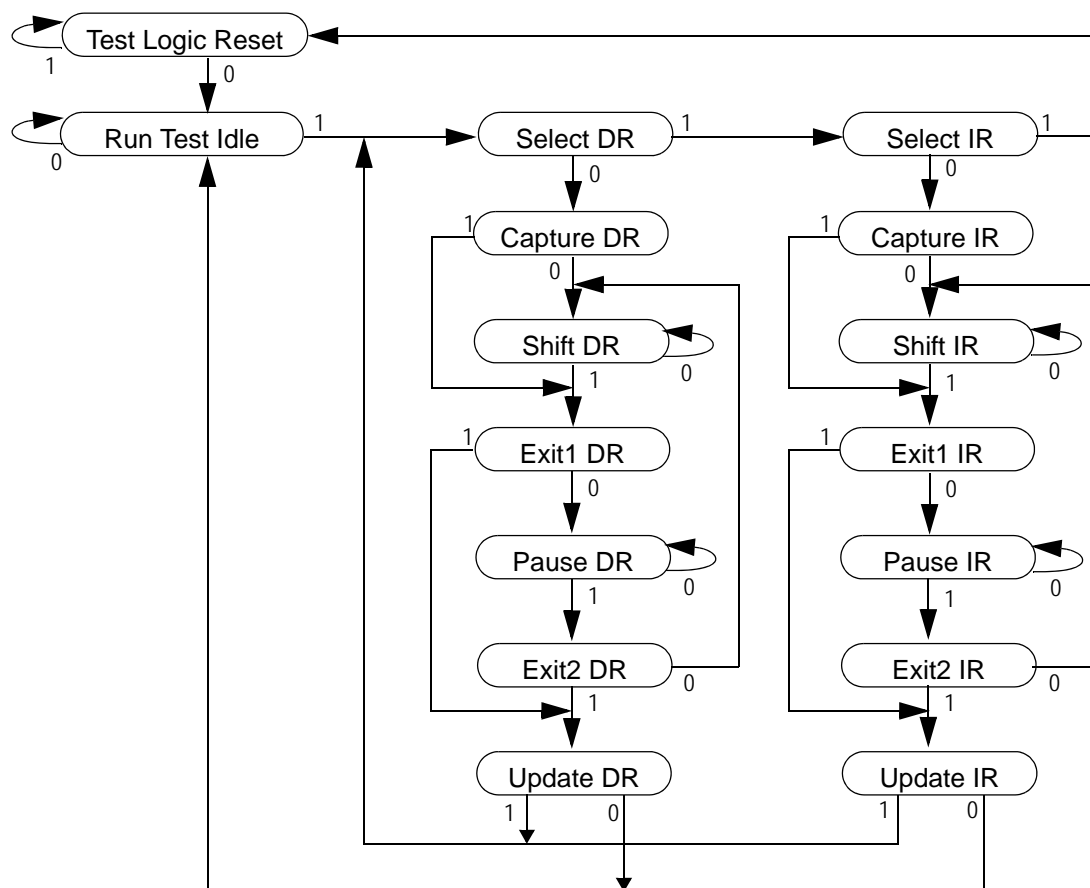 Test Logic Reset
1
0
Run Test Idle
1
0
Select DR
1
0
Select IR
1
0
Capture DR
1
0
Capture IR
1
0
Shift DR
0
1
Shift IR
0
1
Exit1 DR
1
0
Exit1 IR
1
0
Pause DR
0
1
Pause IR
0
1
Exit2 DR
0
1
Exit2 IR
0
1
Update DR
1
0
Update IR
1
0